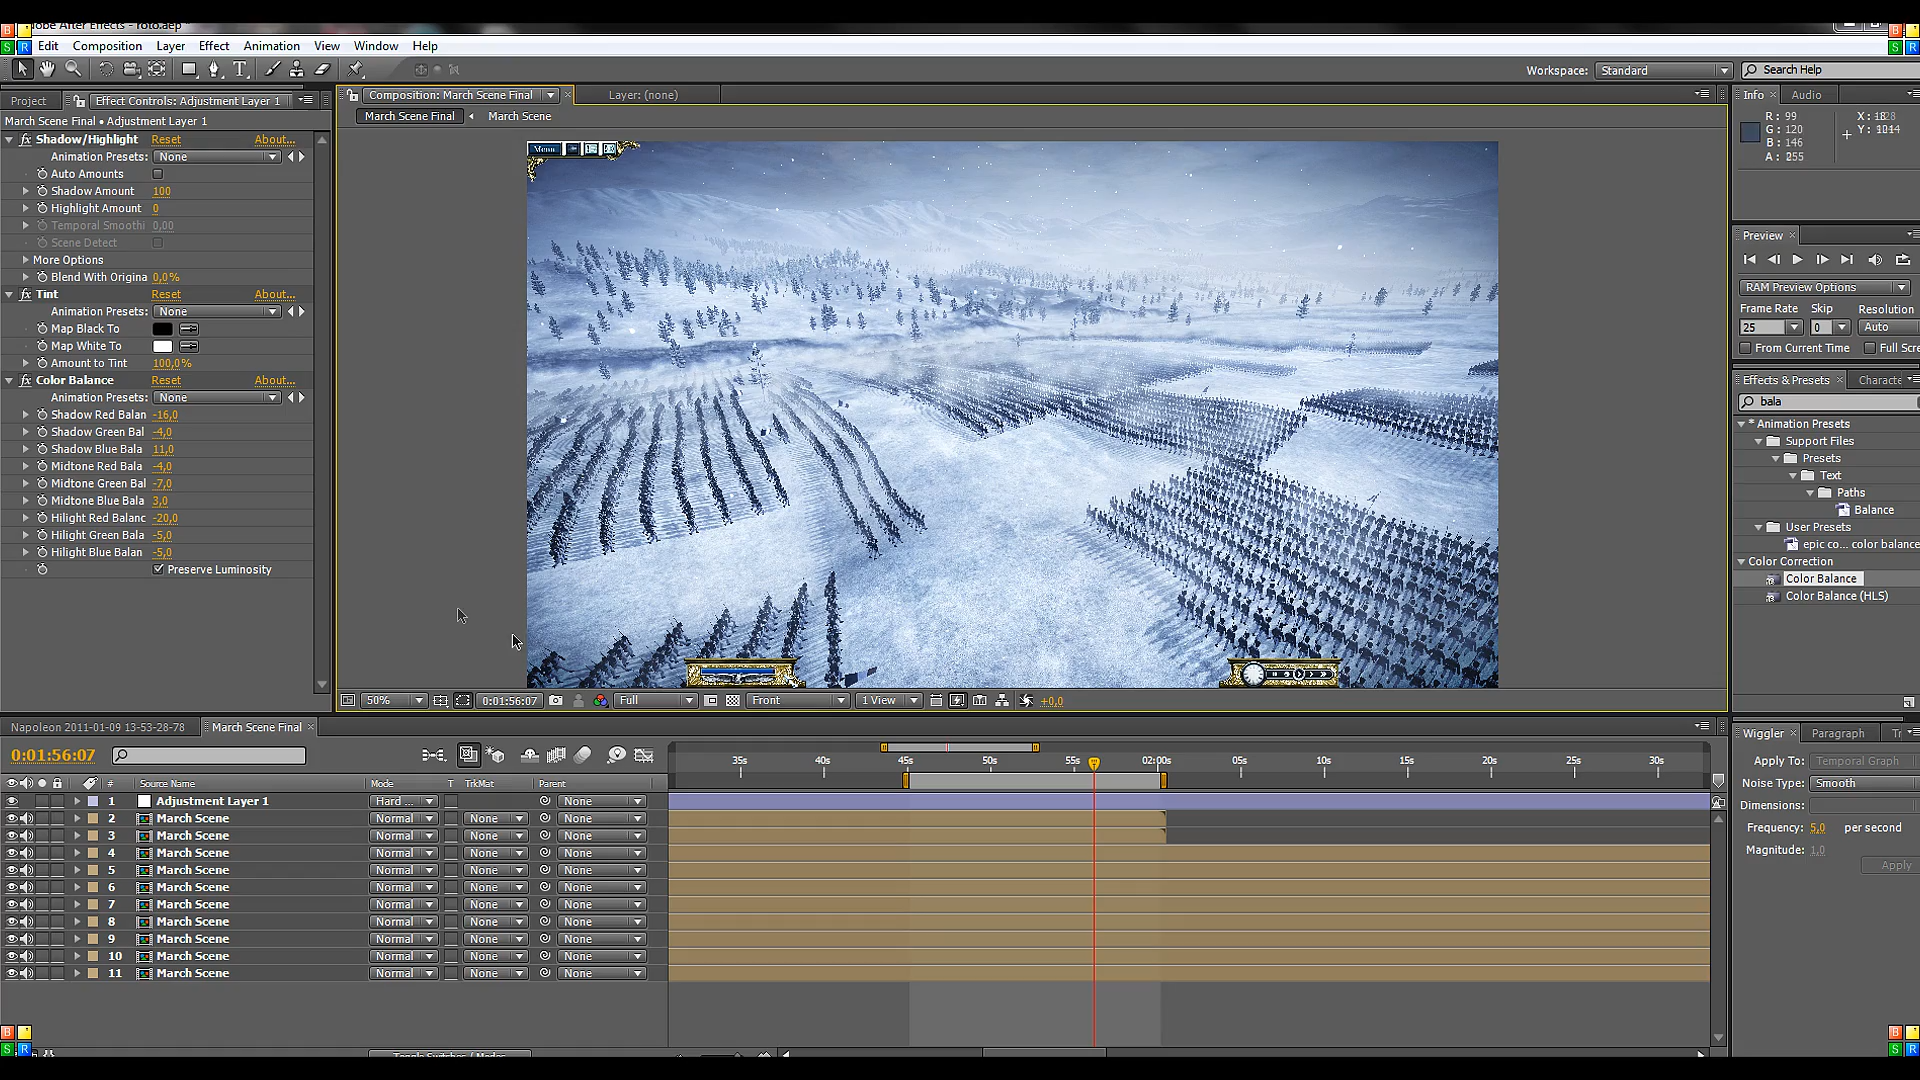 Adobe After Effects - foto.aep
Edit Composition Layer Effect Animation View Window Help
Workspace: Standard Search Help
Project Effect Controls: Adjustment Layer 1
March Scene Final • Adjustment Layer 1
Shadow/Highlight Reset About...
Animation Presets: None
Auto Amounts
Shadow Amount 100
Highlight Amount 0
Temporal Smoothi 0,00
Scene Detect
More Options
Blend With Origina 0,0%
Tint Reset About...
Animation Presets: None
Map Black To
Map White To
Amount to Tint 100,0%
Color Balance Reset About...
Animation Presets: None
Shadow Red Balan -16,0
Shadow Green Bal -4,0
Shadow Blue Bala 11,0
Midtone Red Bala -4,0
Midtone Green Bal -7,0
Midtone Blue Bala 3,0
Hilight Red Balanc -20,0
Hilight Green Bala -5,0
Hilight Blue Balan -5,0
Preserve Luminosity
Composition: March Scene Final Layer: (none)
March Scene Final March Scene
Menu
50% 0:01:56:07 Full Front 1 View +0,0
Info Audio
R: 99
G: 120
B: 146
A: 255
Preview
RAM Preview Options
Frame Rate Skip Resolution
25 0 Auto
From Current Time Full Scre
Effects & Presets Characte
bala
* Animation Presets
Support Files
Presets
Text
Paths
Balance
User Presets
epic co... color balance
Color Correction
Color Balance
Color Balance (HLS)
Napoleon 2011-01-09 13-53-28-78 March Scene Final
0:01:56:07
35s 40s 45s 50s 55s 02:00s 05s 10s 15s 20s 25s 30s
# Source Name Mode T TrkMat Parent
1 Adjustment Layer 1 Hard ... None
2 March Scene Normal None None
3 March Scene Normal None None
4 March Scene Normal None None
5 March Scene Normal None None
6 March Scene Normal None None
7 March Scene Normal None None
8 March Scene Normal None None
9 March Scene Normal None None
10 March Scene Normal None None
11 March Scene Normal None None
Toggle Switches / Modes
Wiggler Paragraph Tr
Apply To: Temporal Graph
Noise Type: Smooth
Dimensions:
Frequency: 5,0 per second
Magnitude: 1,0
Apply
B S R
B S R
B S R
B S R